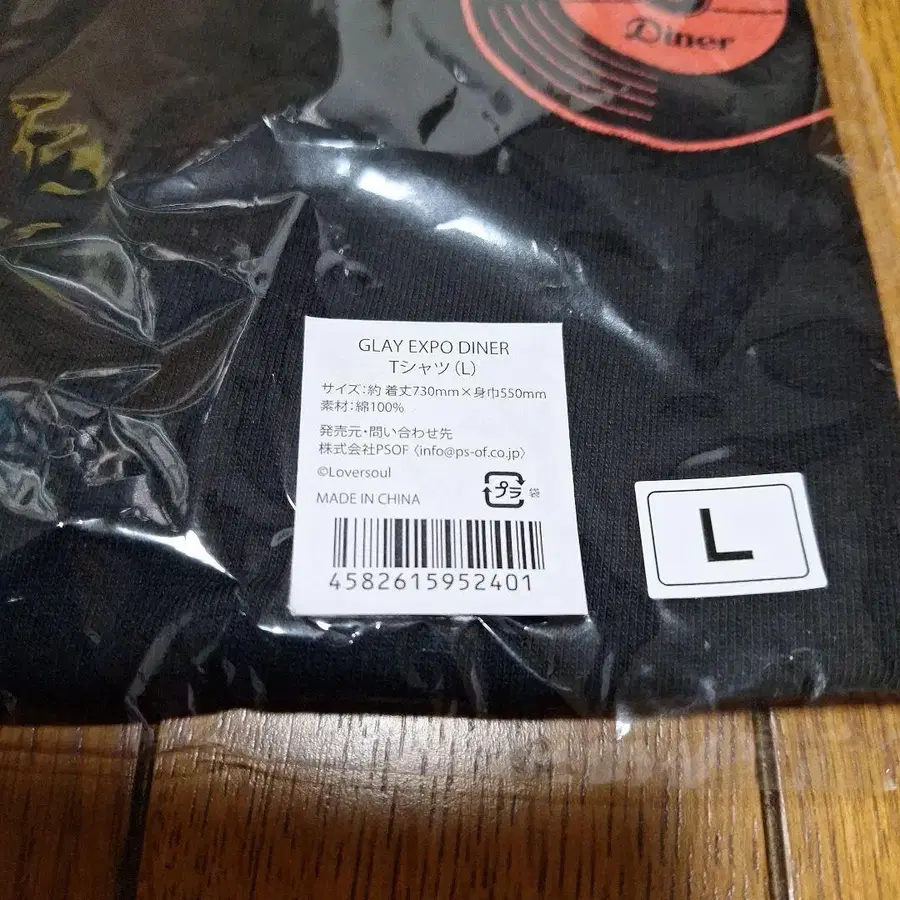 Diner
GLAY EXPO DINER
Tシャツ(L)
サイズ:約 着丈730mm×身巾550mm
素材:綿100%
発売元・問い合わせ先
株式会社PSOF〈info@ps-of.co.jp〉
©Loversoul
プラ 袋
MADE IN CHINA
4582615952401
L